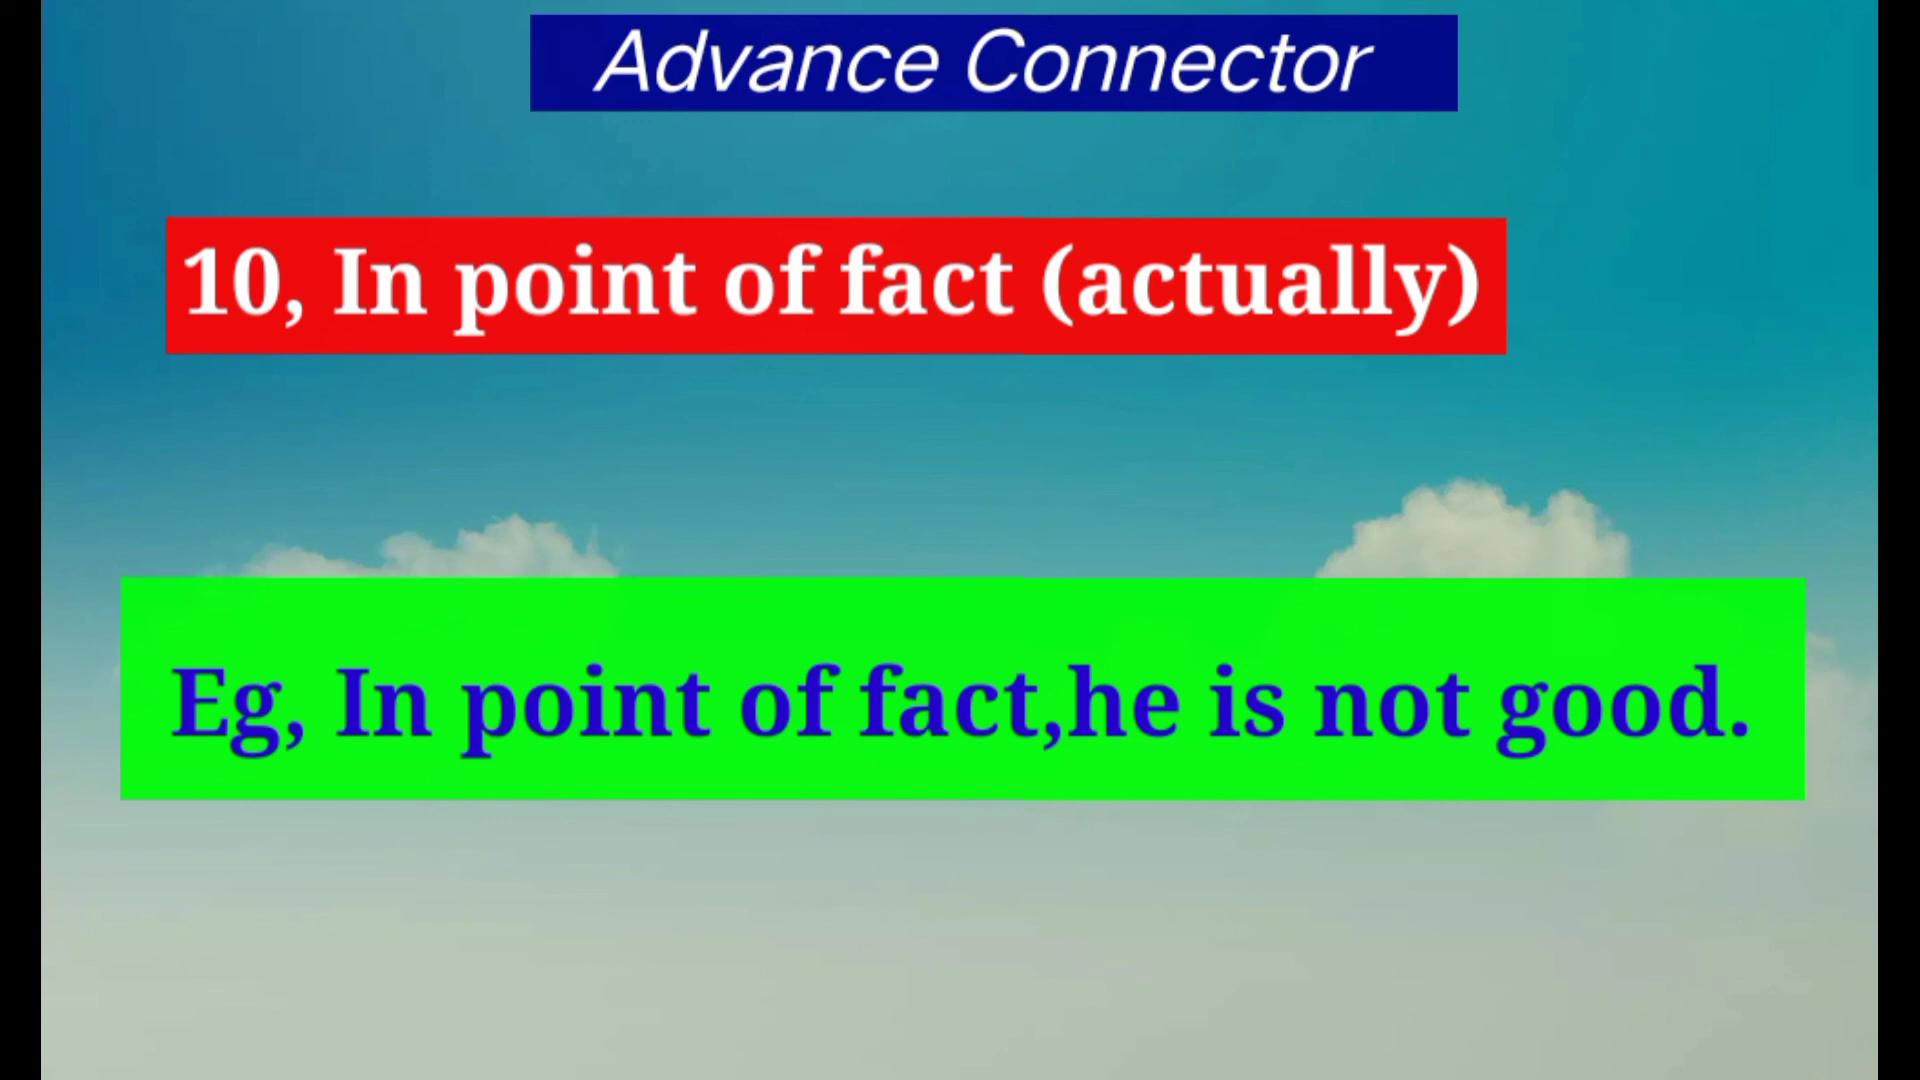 Advance Connector
10, In point of fact (actually)
Eg, In point of fact,he is not good.